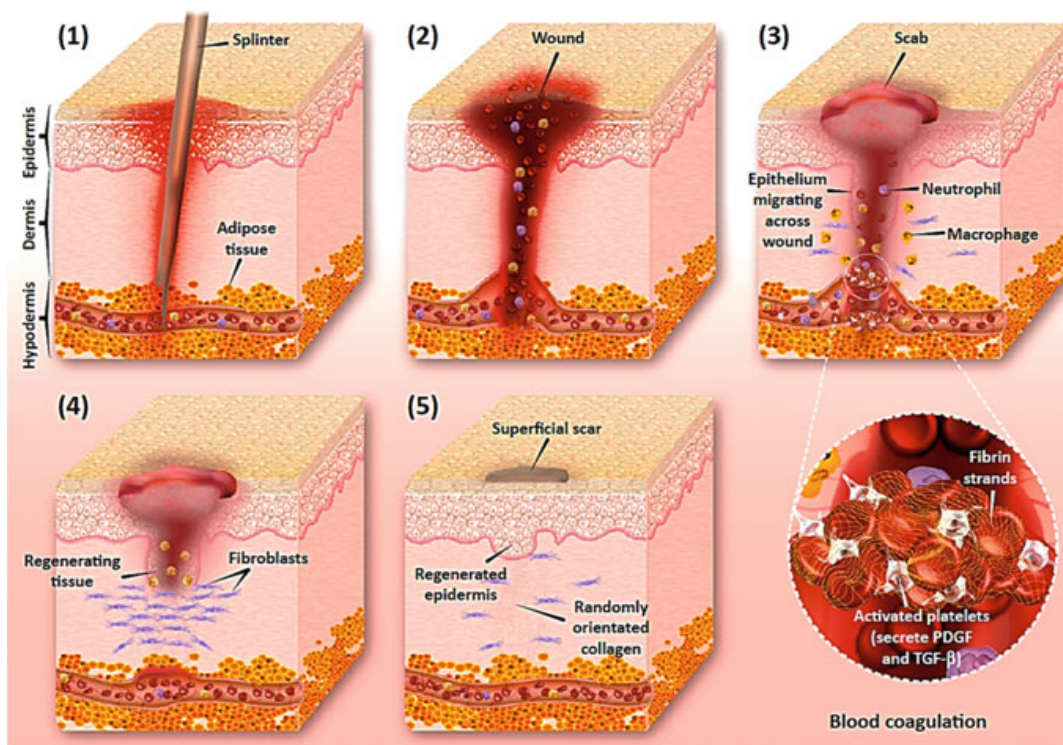 (1)
Splinter
Epidermis
Dermis
Hypodermis
Adipose
tissue
(2)
Wound
(3)
Scab
Epithelium
migrating
across
wound
Neutrophil
Macrophage
(4)
Regenerating
tissue
Fibroblasts
(5)
Superficial scar
Regenerated
epidermis
Randomly
orientated
collagen
Fibrin
strands
Activated platelets
(secrete PDGF
and TGF-β)
Blood coagulation